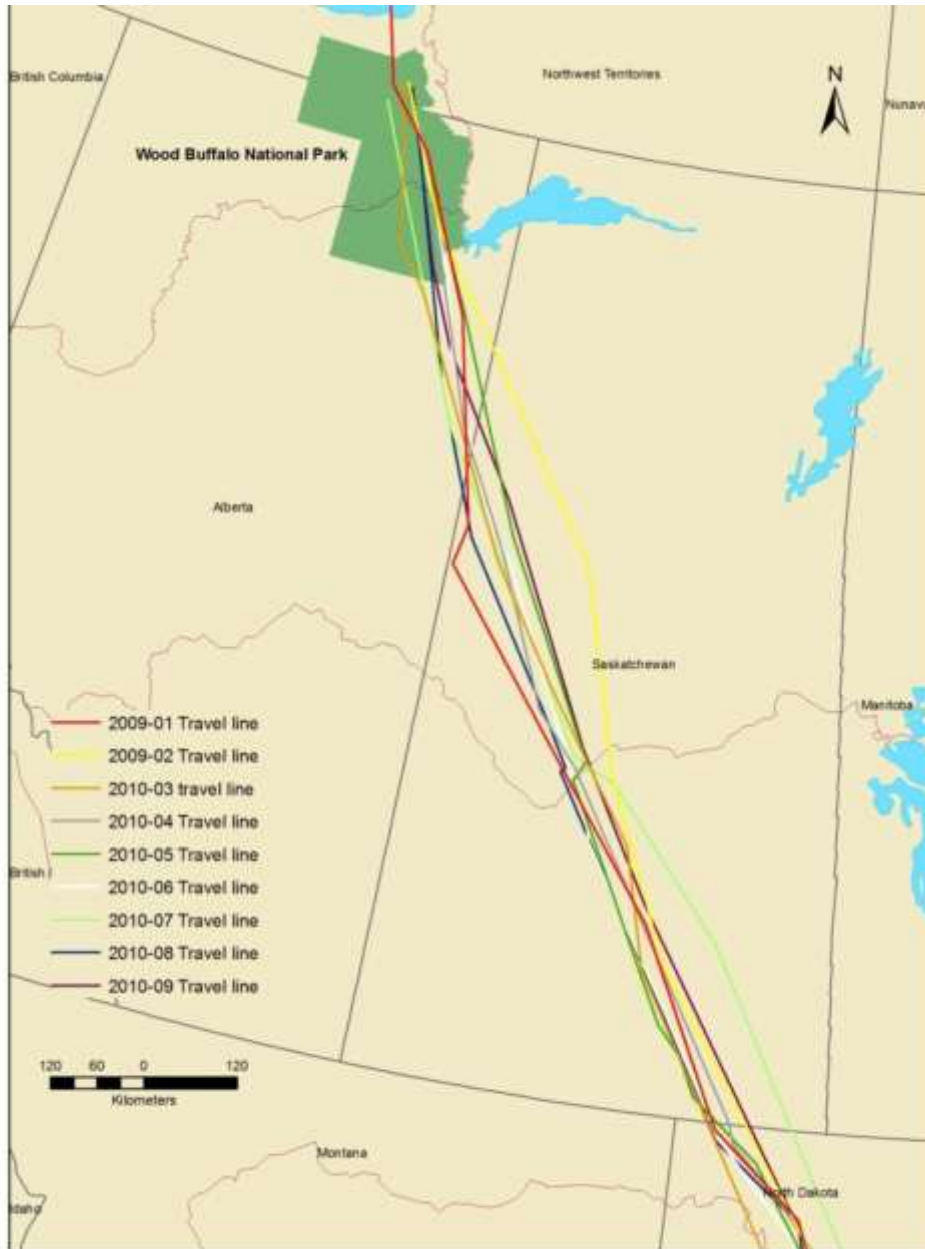 British Columbia
Northwest Territories
N
Nunav
Wood Buffalo National Park
Alberta
Saskatchewan
Manitoba
2009-01 Travel line
2009-02 Travel line
2010-03 travel line
2010-04 Travel line
2010-05 Travel line
2010-06 Travel line
2010-07 Travel line
2010-08 Travel line
2010-09 Travel line
British I
120 60 0 120
Kilometers
Montana
North Dakota
Idaho